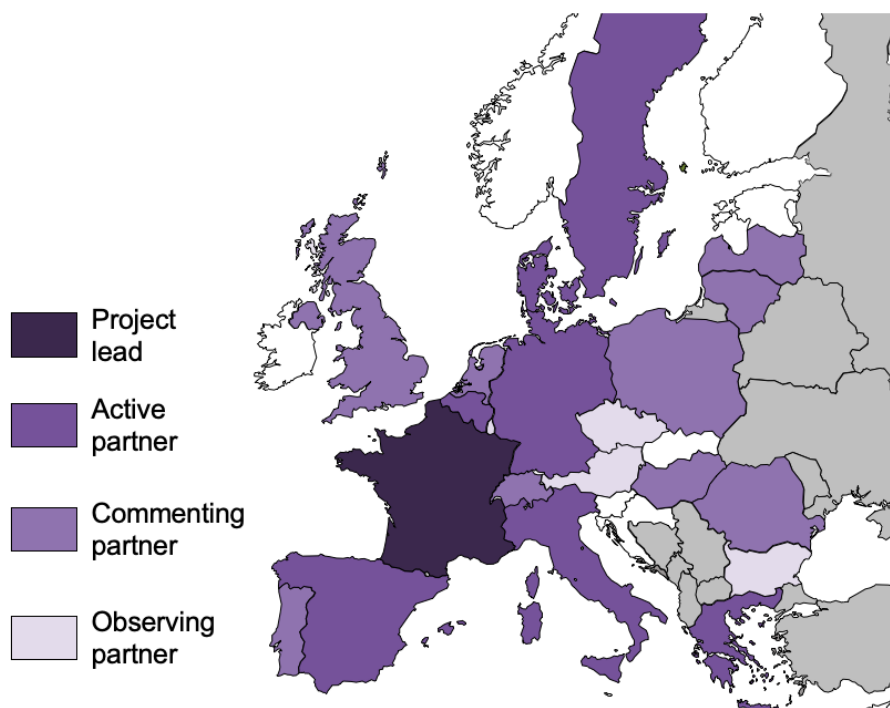 Project
lead
Active
partner
Commenting
partner
Observing
partner